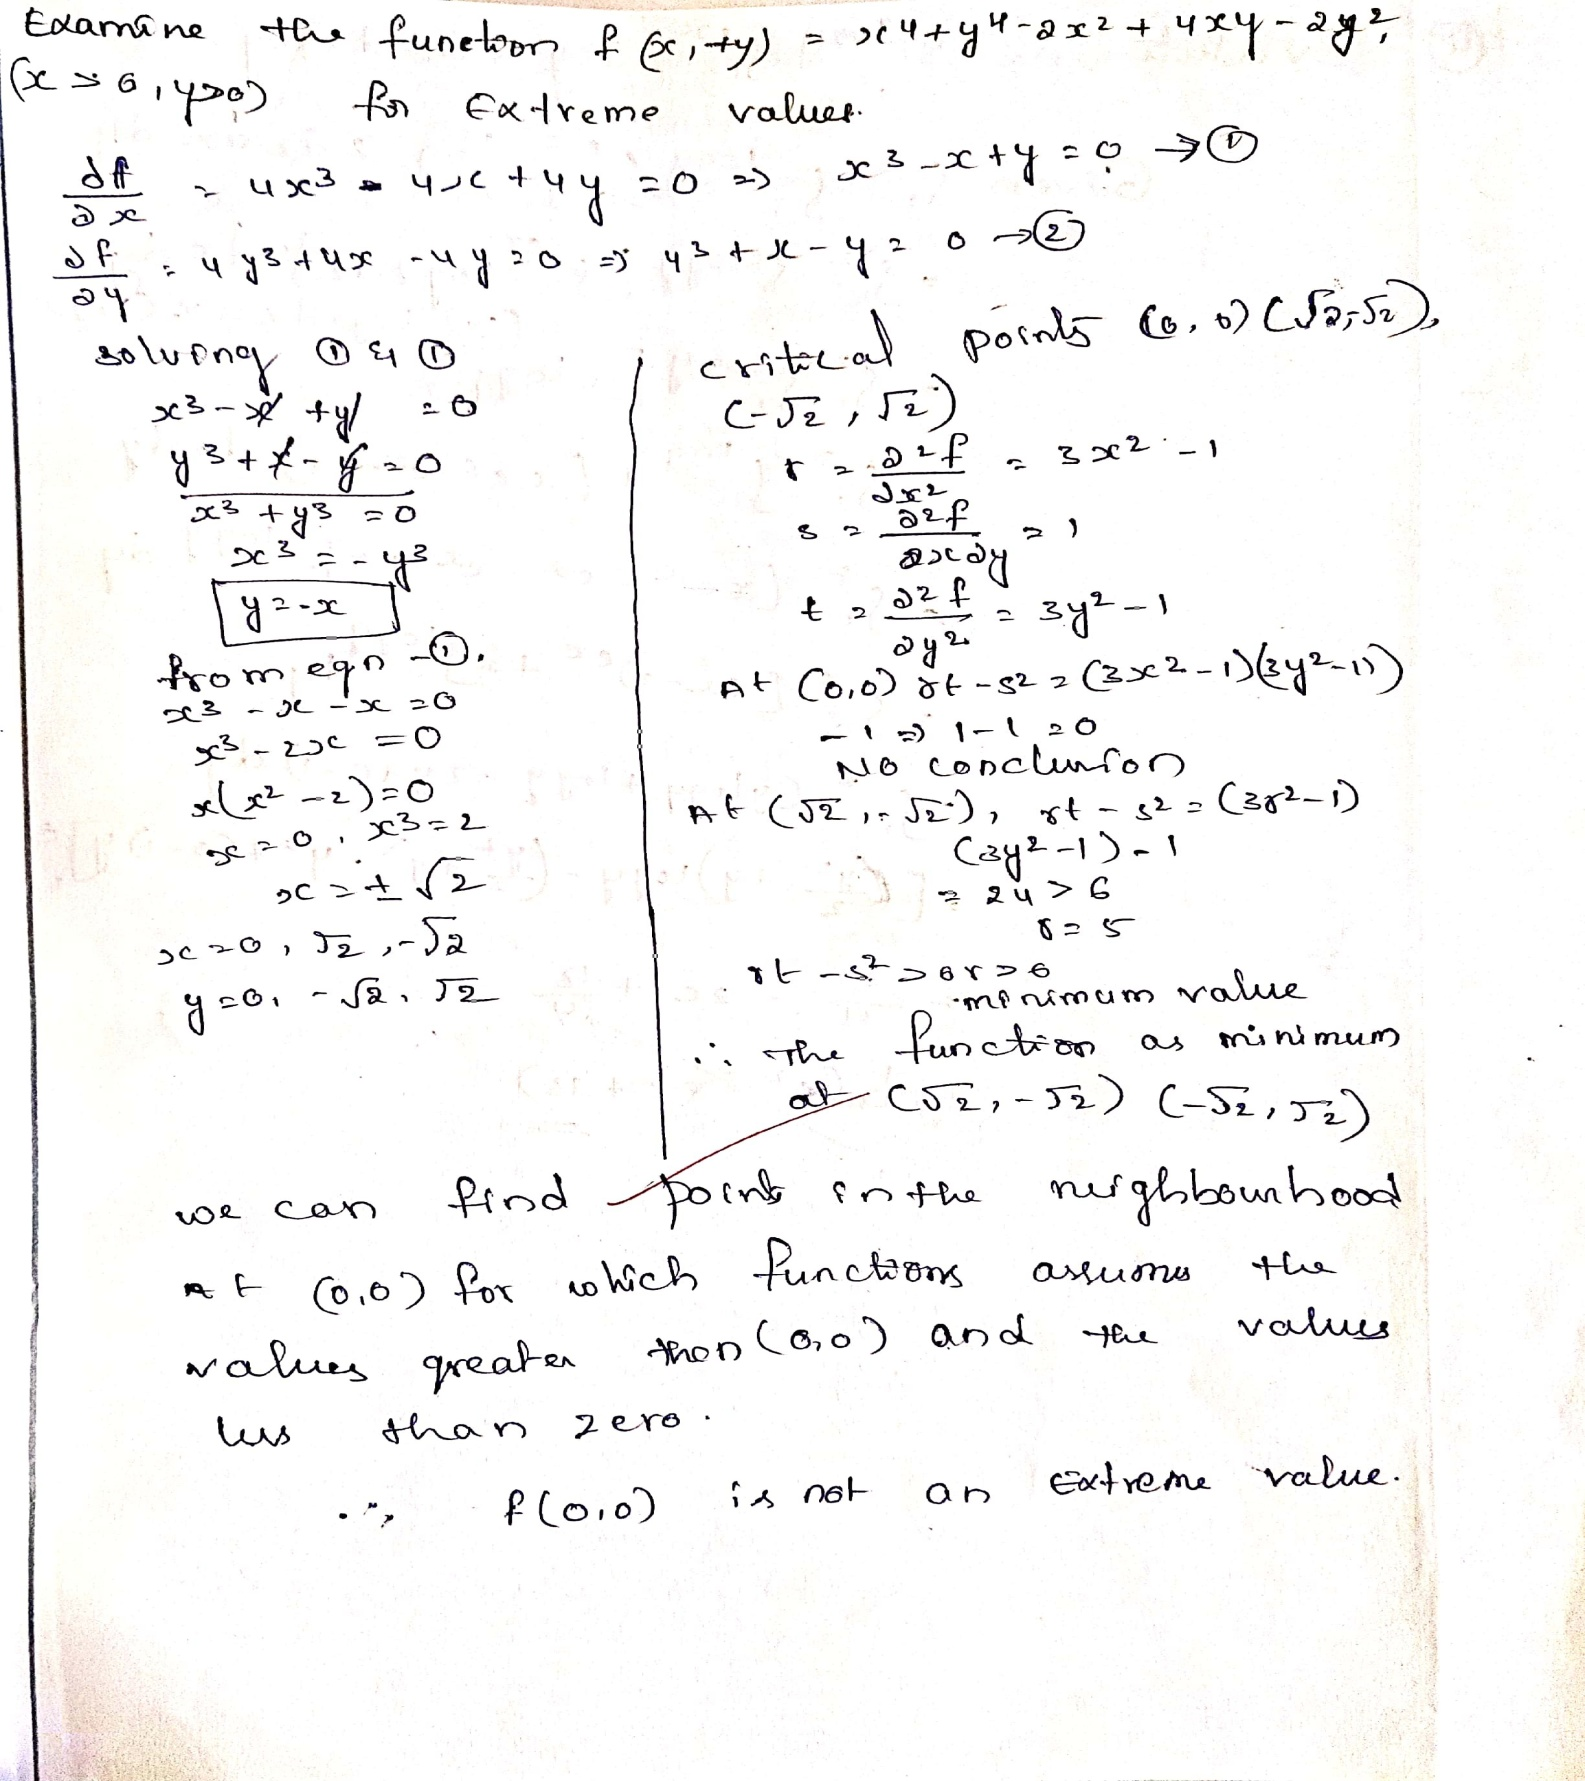 Examine the function f(x,+y) = x4+y4-2x2+4xy-2y2,
(x>0, y>0) for Extreme values.
∂f/∂x = 4x3 - 4x + 4y = 0 => x3-x+y = 0 →①
∂f/∂y = 4y3+4x-4y=0 => y3+x-y=0 →②
solving ① & ①
x3-x+y = 0
y3+x-y=0
x3+y3=0
x3=-y3
y=-x
from eqn -①.
x3-x-x=0
x3-2x=0
x(x2-2)=0
x=0, x3=2
x=±√2
x=0, √2, -√2
y=0, -√2, √2
critical points (0,0) (√2,-√2),
(-√2, √2)
r = ∂2f/∂x2 = 3x2-1
s = ∂2f/∂x∂y = 1
t = ∂2f/∂y2 = 3y2-1
At (0,0) rt-s2 = (3x2-1)(3y2-1)
-1 => 1-1=0
No conclusion
At (√2, -√2), rt-s2 = (3x2-1)
(3y2-1)-1
= 24 > 0
r=5
rt-s2>0 r>0
minimum value
∴ The function as minimum
at (√2,-√2) (-√2,√2)
we can find point in the neighbourhood
At (0,0) for which functions assumes the
values greater then (0,0) and the values
less than zero.
∴ f(0,0) is not an Extreme value.